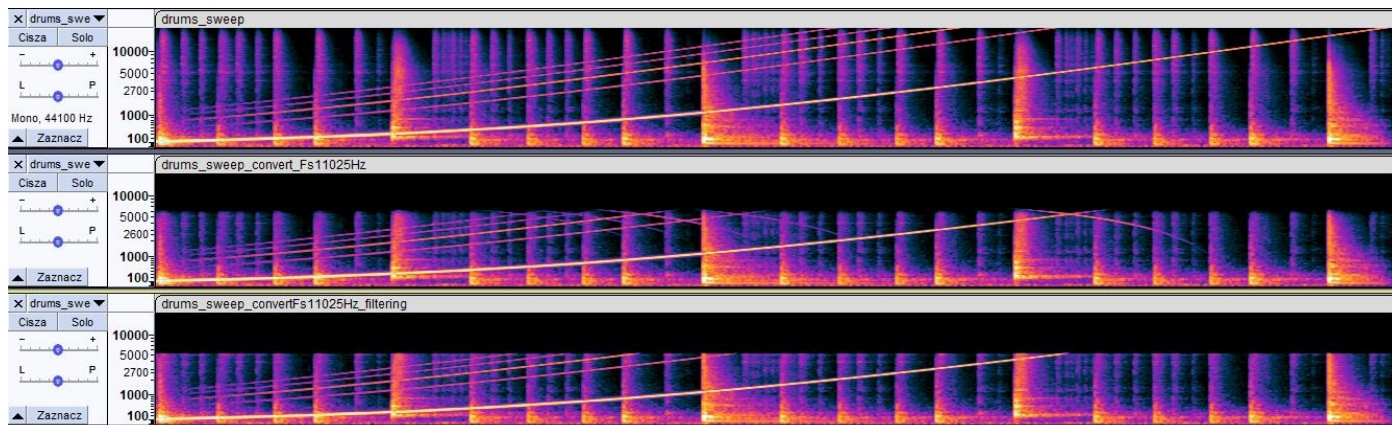 × drums_swe ▼ drums_sweep
Cisza Solo
- +
L P
Mono, 44100 Hz
▲ Zaznacz
10000-
5000-
2700-
1000-
100-
× drums_swe ▼ drums_sweep_convert_Fs11025Hz
Cisza Solo
- +
L P
▲ Zaznacz
10000-
5000-
2600-
1000-
100-
× drums_swe ▼ drums_sweep_convertFs11025Hz_filtering
Cisza Solo
- +
L P
▲ Zaznacz
10000-
5000-
2700-
1000-
100-